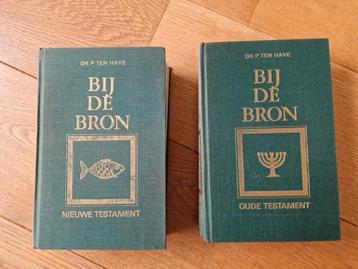 DR. P. TEN HAVE
BIJ
DE
BRON
NIEUWE TESTAMENT
DR. P. TEN HAVE
BIJ
DE
BRON
OUDE TESTAMENT